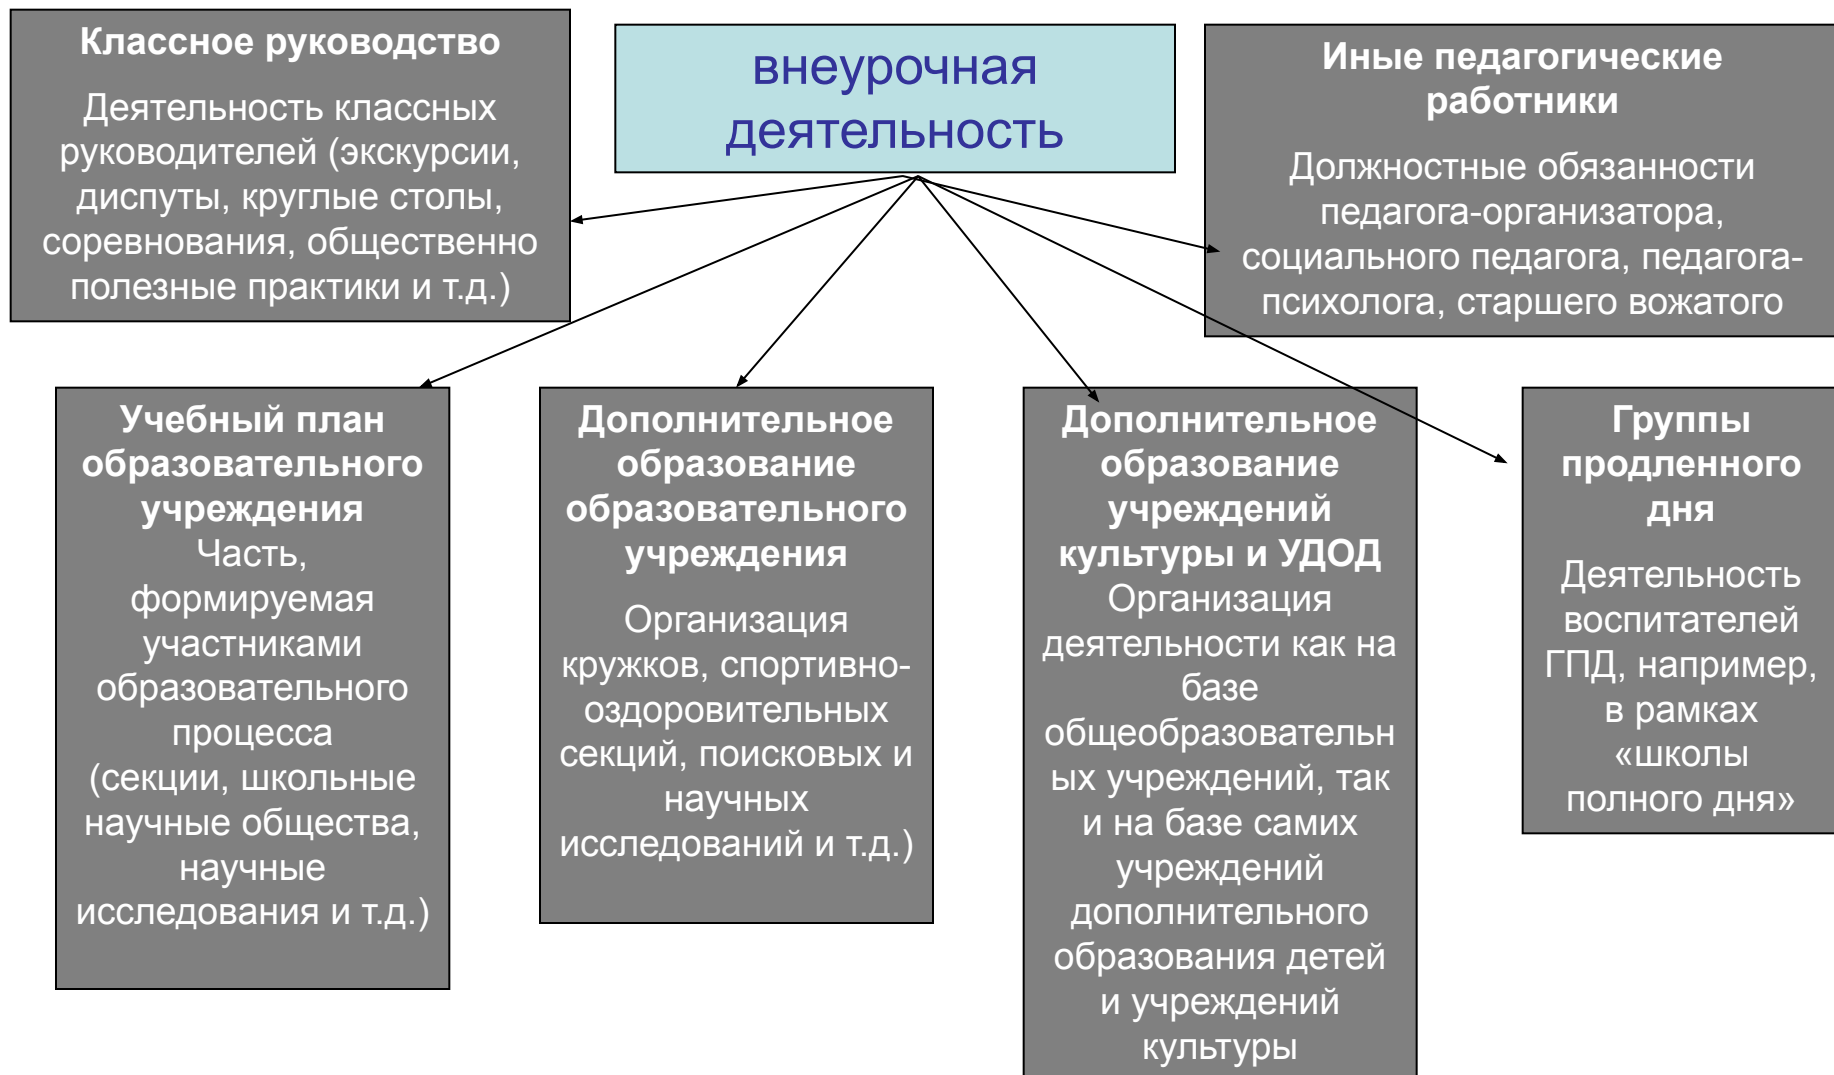 Классное руководство
Деятельность классных
руководителей (экскурсии,
диспуты, круглые столы,
соревнования, общественно
полезные практики и т.д.)
внеурочная
деятельность
Иные педагогические
работники
Должностные обязанности
педагога-организатора,
социального педагога, педагога-
психолога, старшего вожатого
Учебный план
образовательного
учреждения
Часть,
формируемая
участниками
образовательного
процесса
(секции, школьные
научные общества,
научные
исследования и т.д.)
Дополнительное
образование
образовательного
учреждения
Организация
кружков, спортивно-
оздоровительных
секций, поисковых и
научных
исследований и т.д.)
Дополнительное
образование
учреждений
культуры и УДОД
Организация
деятельности как на
базе
общеобразовательн
ых учреждений, так
и на базе самих
учреждений
дополнительного
образования детей
и учреждений
культуры
Группы
продленного
дня
Деятельность
воспитателей
ГПД, например,
в рамках
«школы
полного дня»